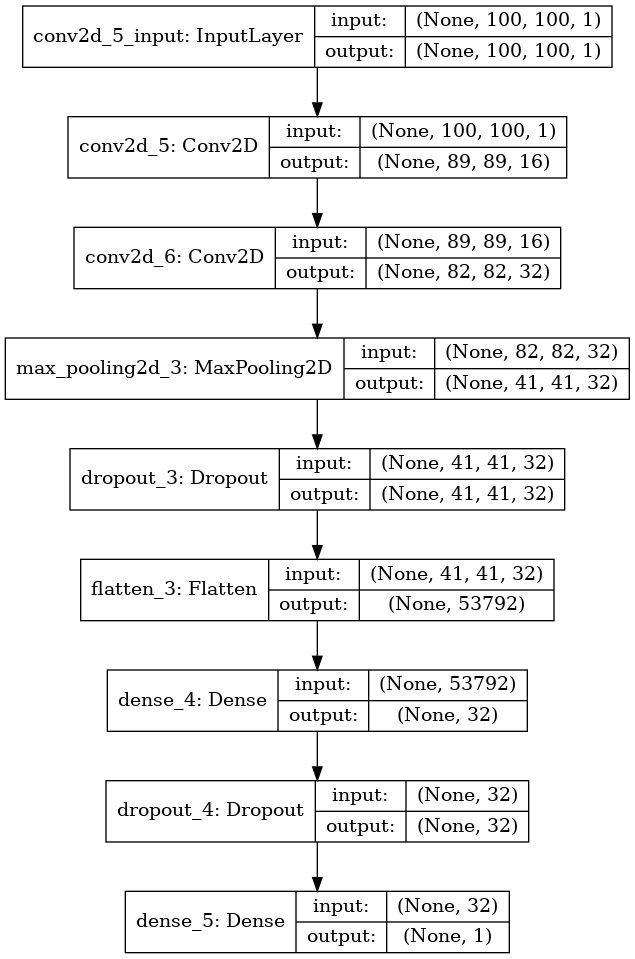 conv2d_5_input: InputLayer
input: (None, 100, 100, 1)
output: (None, 100, 100, 1)
conv2d_5: Conv2D
input: (None, 100, 100, 1)
output: (None, 89, 89, 16)
conv2d_6: Conv2D
input: (None, 89, 89, 16)
output: (None, 82, 82, 32)
max_pooling2d_3: MaxPooling2D
input: (None, 82, 82, 32)
output: (None, 41, 41, 32)
dropout_3: Dropout
input: (None, 41, 41, 32)
output: (None, 41, 41, 32)
flatten_3: Flatten
input: (None, 41, 41, 32)
output: (None, 53792)
dense_4: Dense
input: (None, 53792)
output: (None, 32)
dropout_4: Dropout
input: (None, 32)
output: (None, 32)
dense_5: Dense
input: (None, 32)
output: (None, 1)